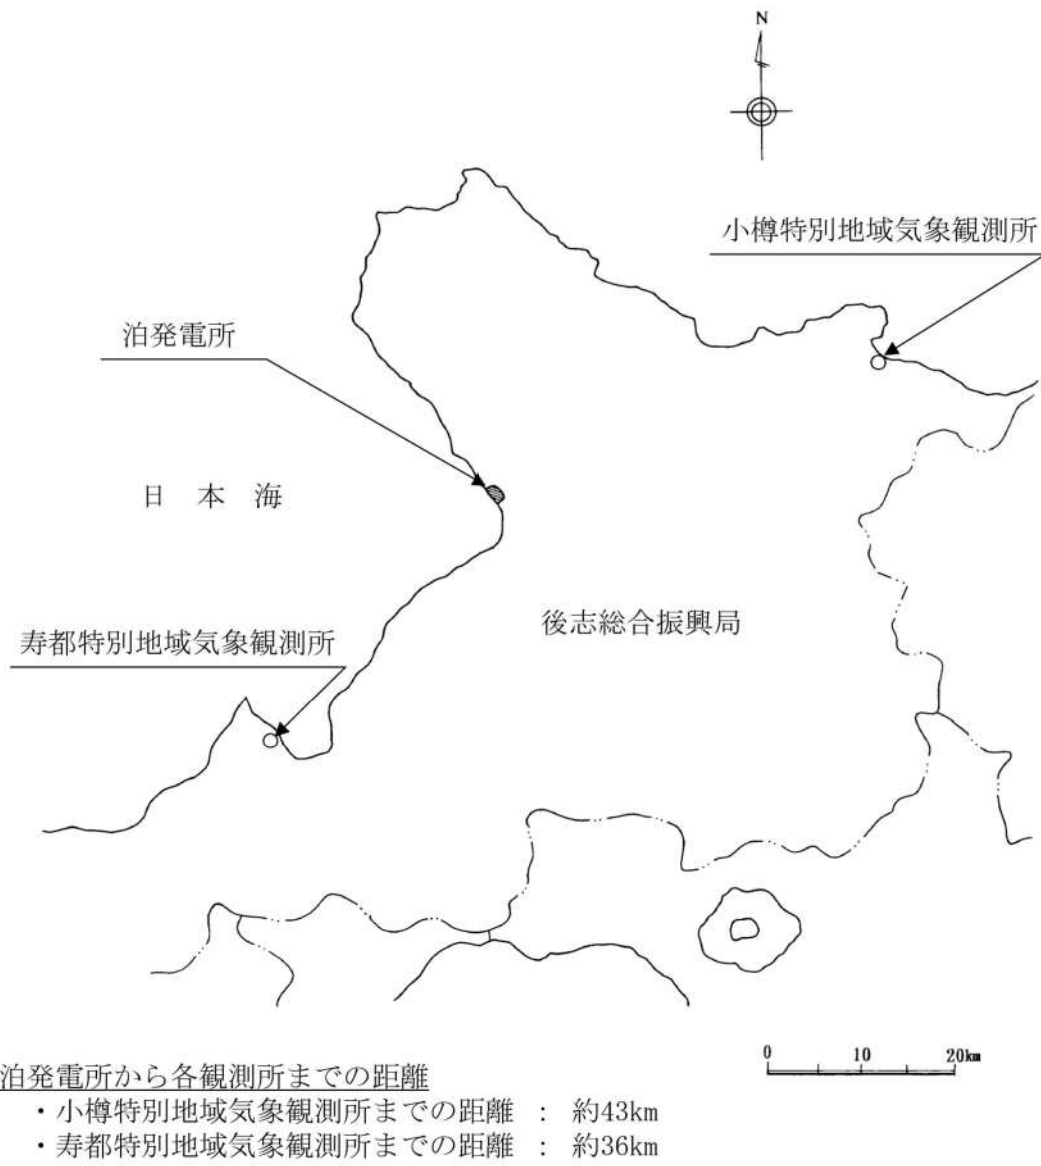 N
小樽特別地域気象観測所
泊発電所
日 本 海
後志総合振興局
寿都特別地域気象観測所
0 10 20km
泊発電所から各観測所までの距離
・小樽特別地域気象観測所までの距離 : 約43km
・寿都特別地域気象観測所までの距離 : 約36km